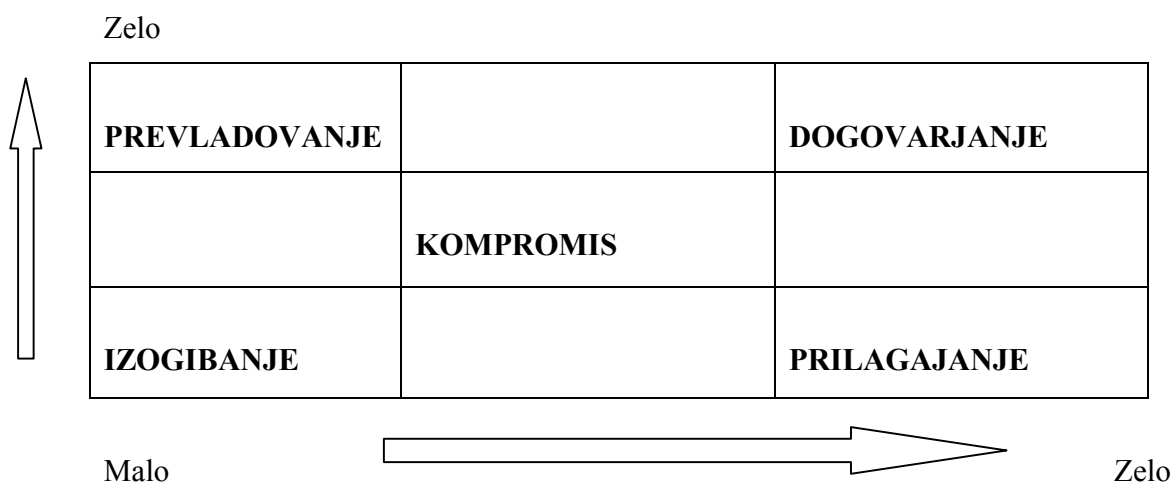 Zelo
PREVLADOVANJE DOGOVARJANJE
KOMPROMIS
IZOGIBANJE PRILAGAJANJE
Malo Zelo